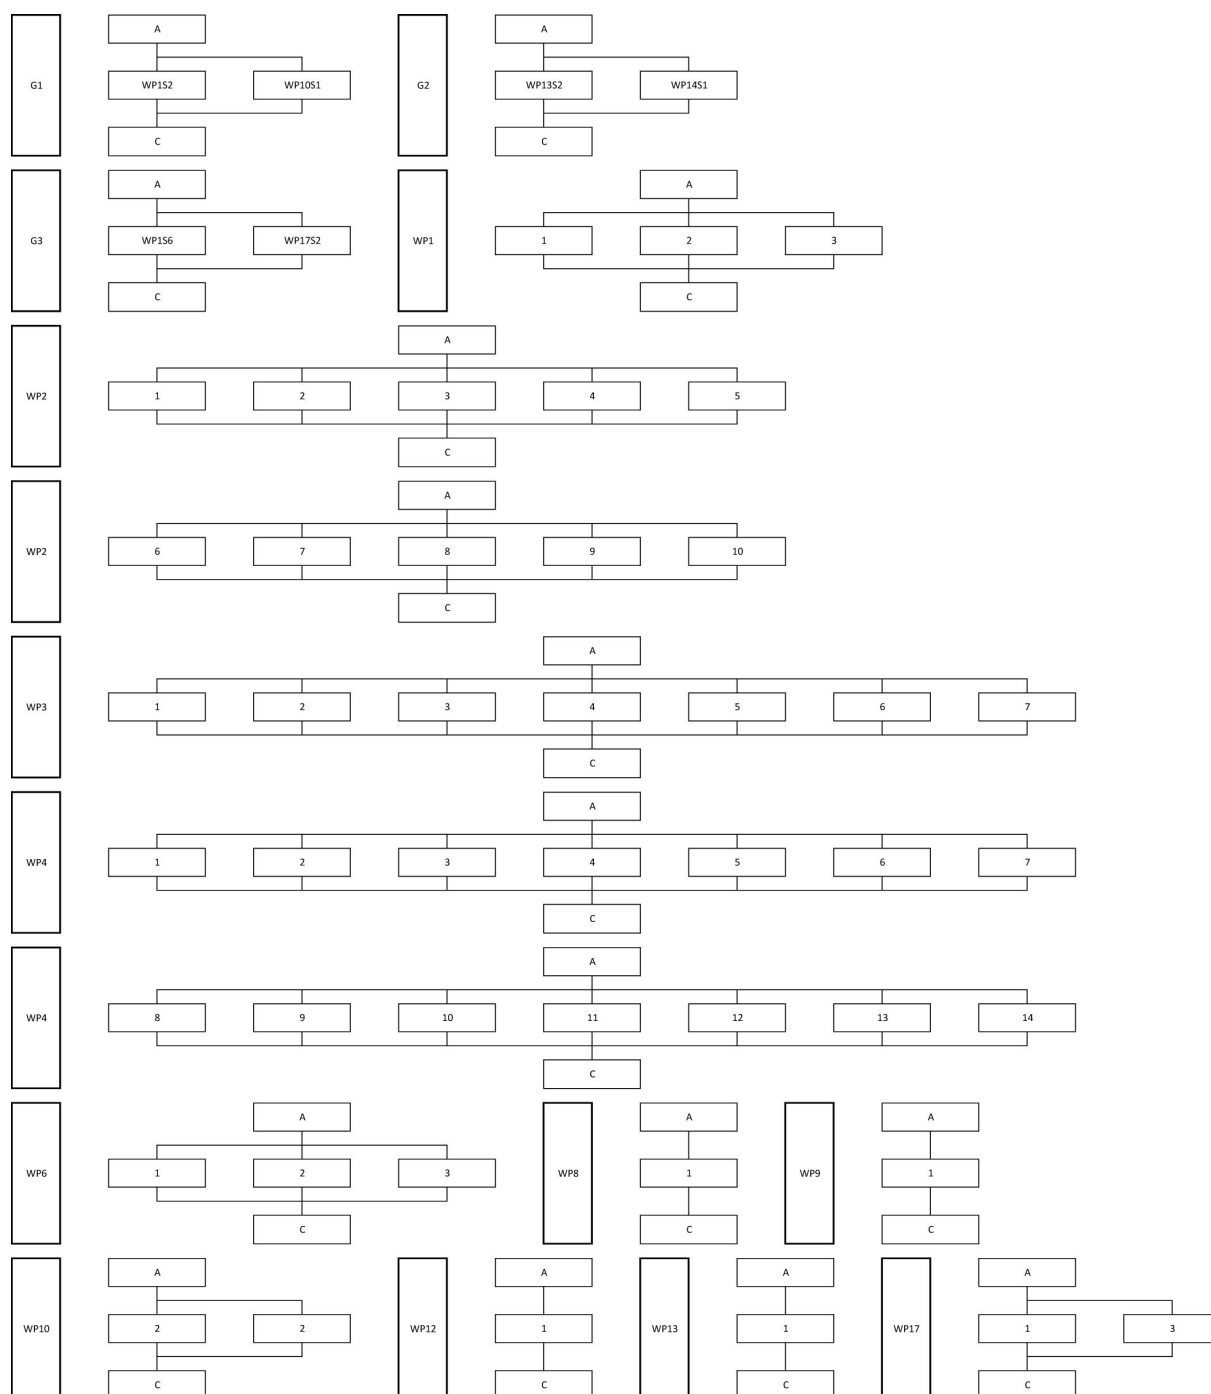 A A
G1 WP1S2 WP10S1 G2 WP13S2 WP14S1
C C
A A
G3 WP1S6 WP17S2 WP1 1 2 3
C C
A
WP2 1 2 3 4 5
C
A
WP2 6 7 8 9 10
C
A
WP3 1 2 3 4 5 6 7
C
A
WP4 1 2 3 4 5 6 7
C
A
WP4 8 9 10 11 12 13 14
C
A A A
WP6 1 2 3 WP8 1 WP9 1
C C C
A A A A
WP10 2 2 WP12 1 WP13 1 WP17 1 3
C C C C